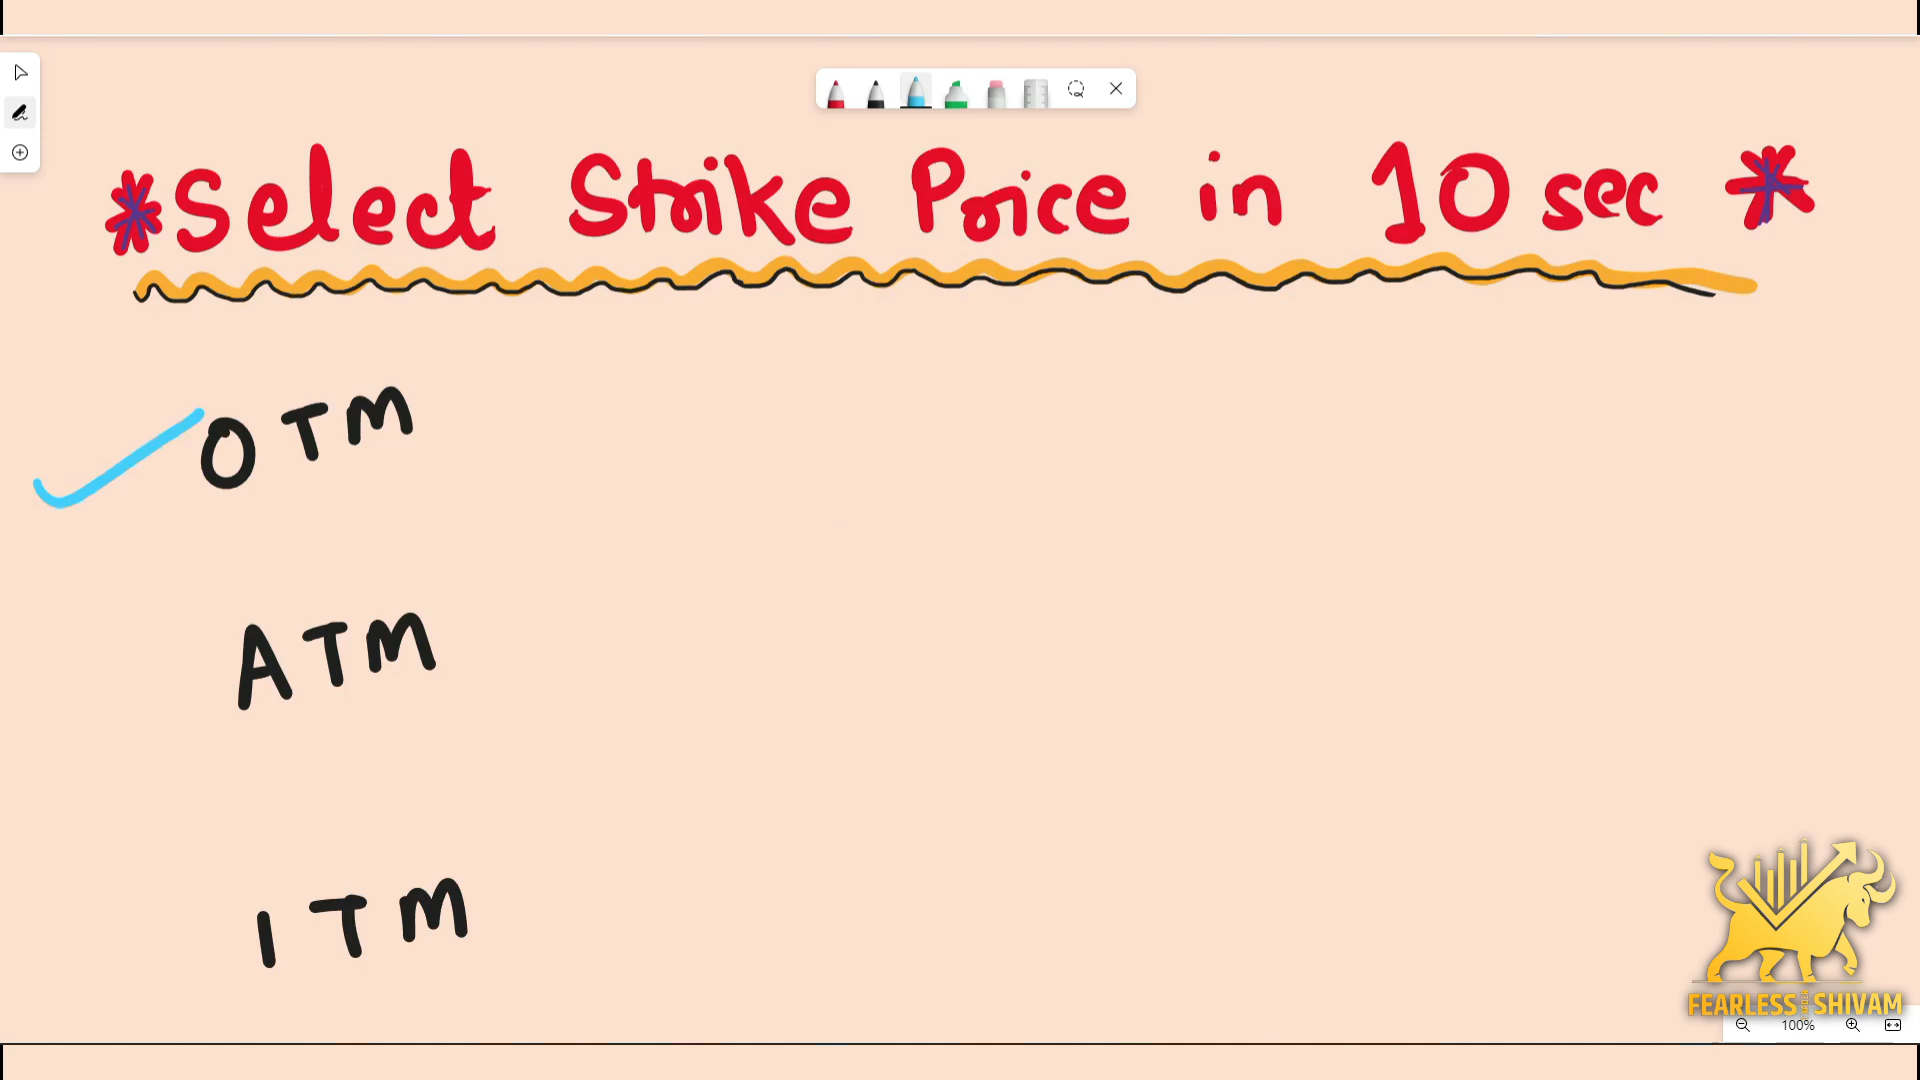 *Select Strike Price in 10 sec *
OTM
ATM
ITM
FEARLESS SHIVAM
100%